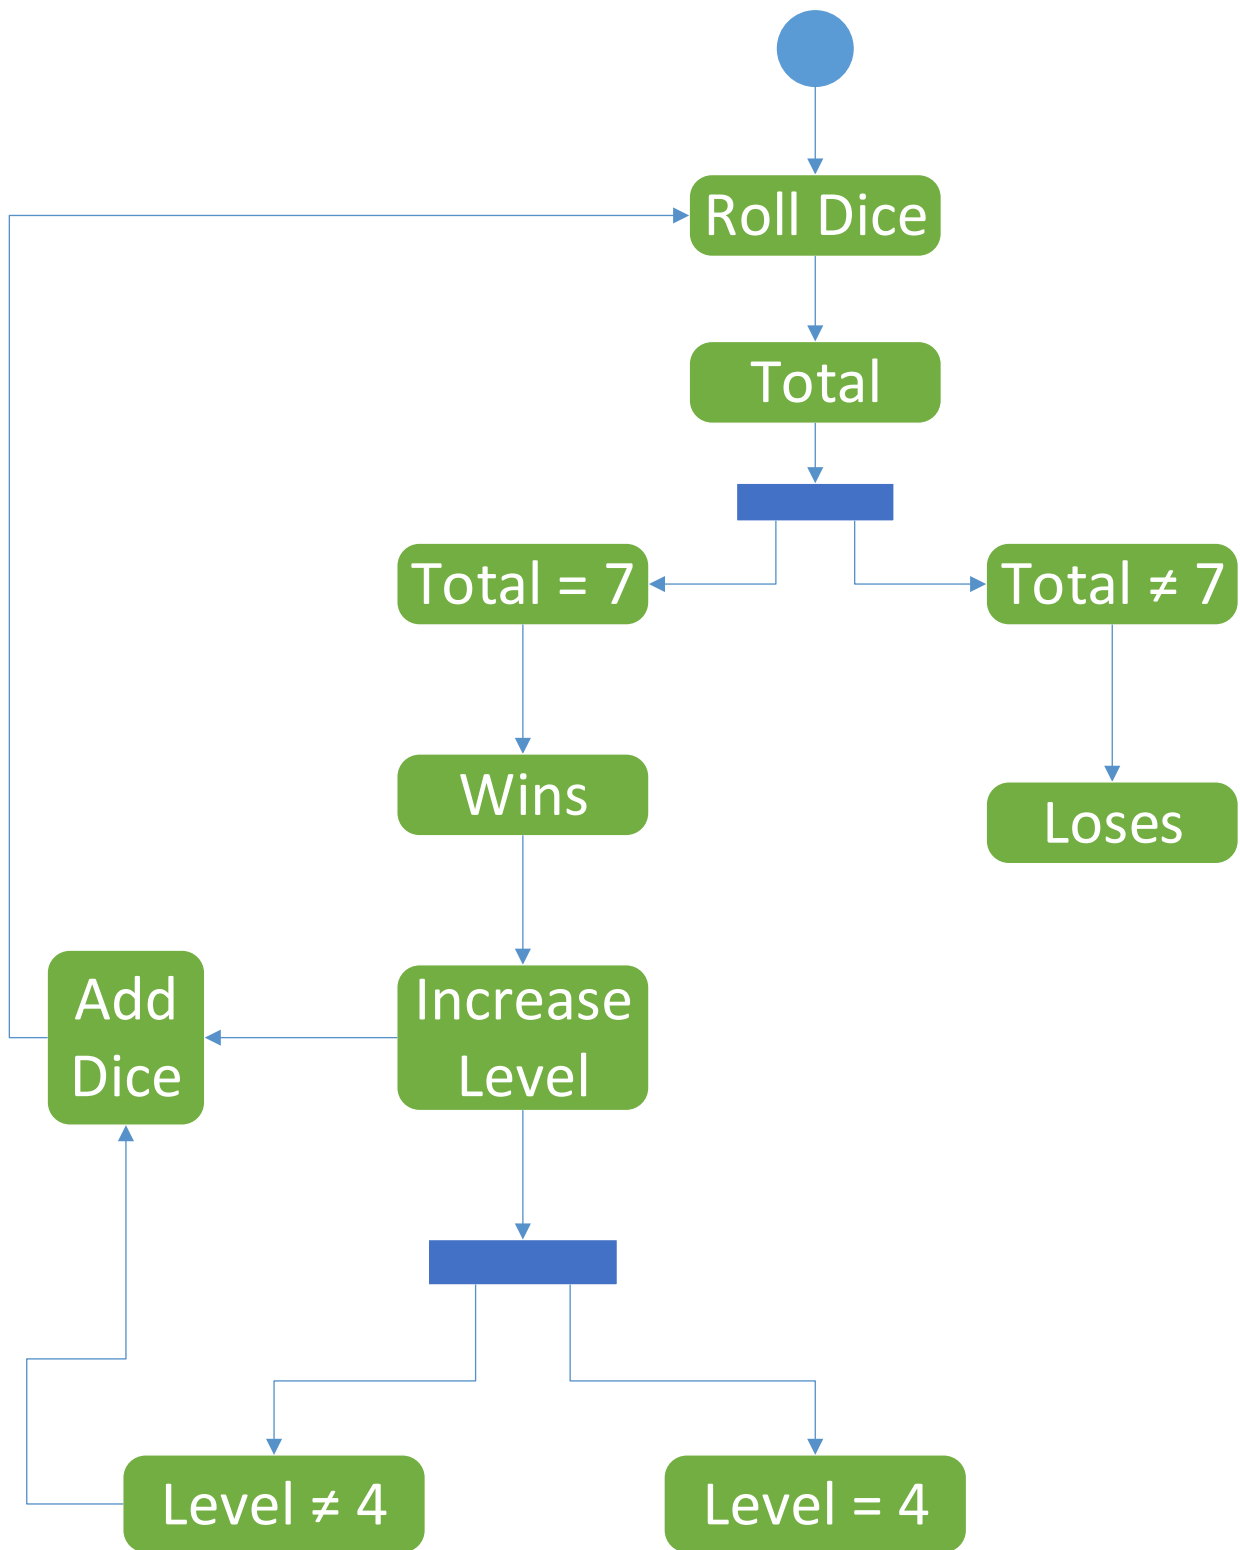 Roll Dice
Total
Total = 7
Total ≠ 7
Wins
Loses
Add
Dice
Increase
Level
Level ≠ 4
Level = 4